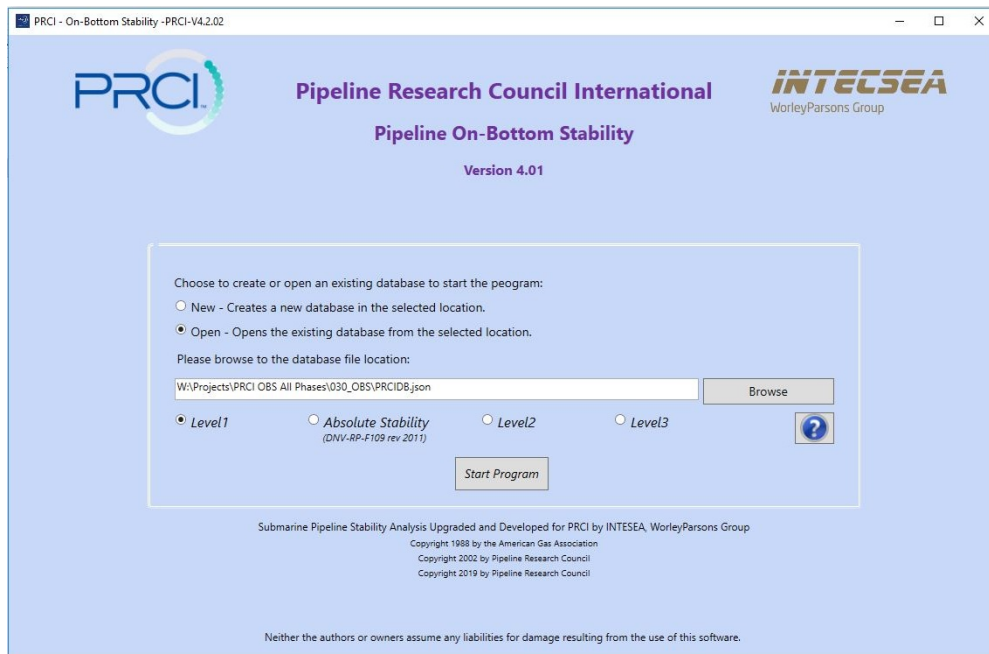 PRCI - On-Bottom Stability -PRCI-V4.2.02
PRCI
Pipeline Research Council International
INTECSEA
WorleyParsons Group
Pipeline On-Bottom Stability
Version 4.01
Choose to create or open an existing database to start the peogram:
New - Creates a new database in the selected location.
Open - Opens the existing database from the selected location.
Please browse to the database file location:
W:\Projects\PRCI OBS All Phases\030_OBS\PRCIDB.json
Browse
Level1
Absolute Stability
(DNV-RP-F109 rev 2011)
Level2
Level3
?
Start Program
Submarine Pipeline Stability Analysis Upgraded and Developed for PRCI by INTESEA, WorleyParsons Group
Copyright 1988 by the American Gas Association
Copyright 2002 by Pipeline Research Council
Copyright 2019 by Pipeline Research Council
Neither the authors or owners assume any liabilities for damage resulting from the use of this software.